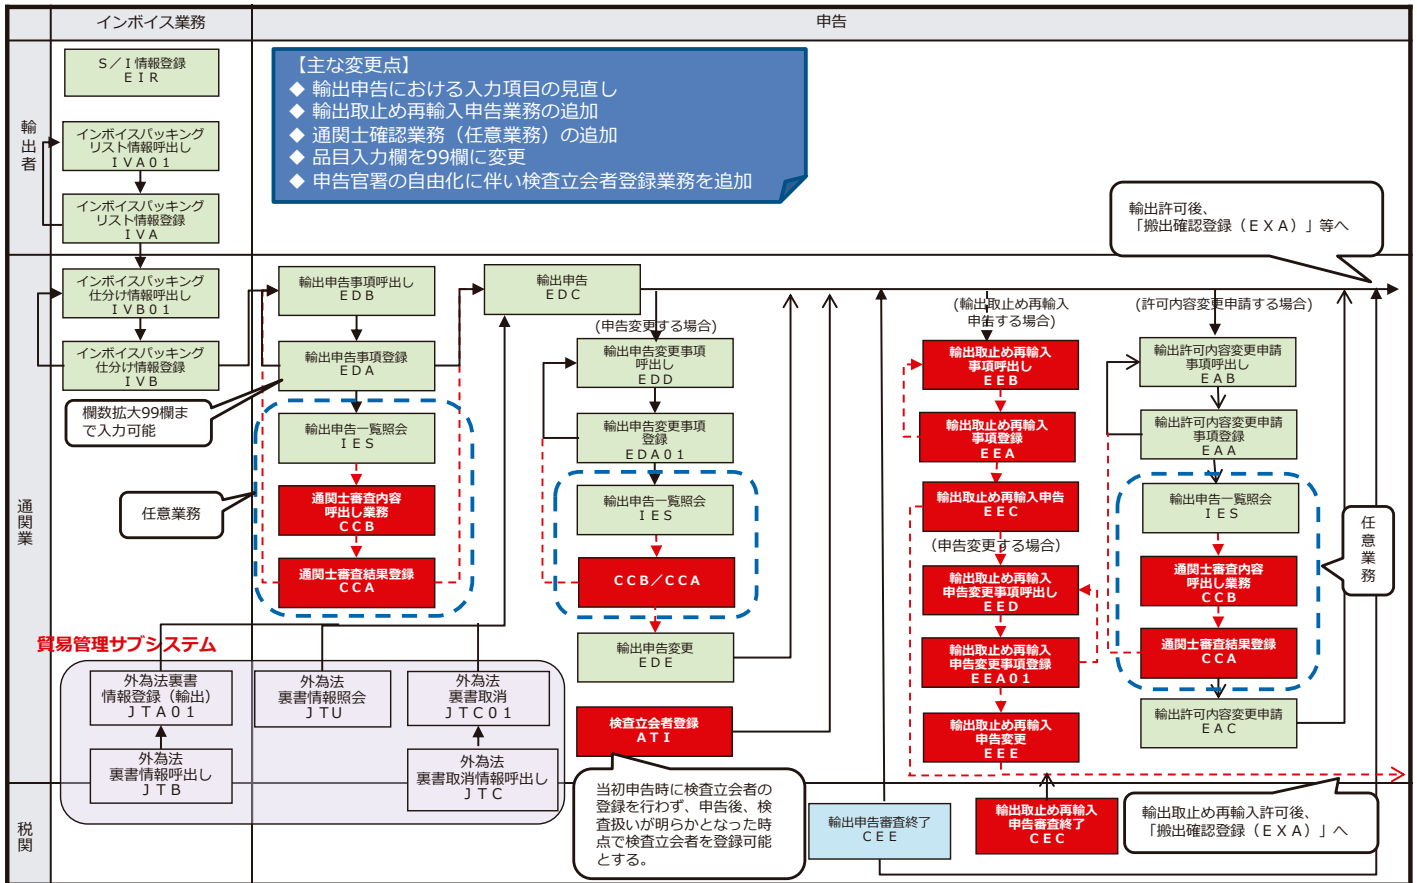 インボイス業務
申告
輸出者
通関業
税関
S／I 情報登録
ＥＩＲ
インボイスパッキング
リスト情報呼出し
ＩＶＡ０１
インボイスパッキング
リスト情報登録
ＩＶＡ
インボイスパッキング
仕分け情報呼出し
ＩＶＢ０１
インボイスパッキング
仕分け情報登録
ＩＶＢ
【主な変更点】
◆ 輸出申告における入力項目の見直し
◆ 輸出取止め再輸入申告業務の追加
◆ 通関士確認業務（任意業務）の追加
◆ 品目入力欄を99欄に変更
◆ 申告官署の自由化に伴い検査立会者登録業務を追加
輸出許可後、
「搬出確認登録（ＥＸＡ）」等へ
輸出申告事項呼出し
ＥＤＢ
輸出申告事項登録
ＥＤＡ
欄数拡大99欄ま
で入力可能
輸出申告一覧照会
ＩＥＳ
通関士審査内容
呼出し業務
ＣＣＢ
通関士審査結果登録
ＣＣＡ
任意業務
輸出申告
ＥＤＣ
(申告変更する場合)
輸出申告変更事項
呼出し
ＥＤＤ
輸出申告変更事項
登録
ＥＤＡ０１
輸出申告一覧照会
ＩＥＳ
ＣＣＢ／ＣＣＡ
輸出申告変更
ＥＤＥ
検査立会者登録
ＡＴＩ
当初申告時に検査立会者の
登録を行わず、申告後、検
査扱いが明らかとなった時
点で検査立会者を登録可能
とする。
(輸出取止め再輸入
申告する場合)
輸出取止め再輸入
事項呼出し
ＥＥＢ
輸出取止め再輸入
事項登録
ＥＥＡ
輸出取止め再輸入申告
ＥＥＣ
(申告変更する場合)
輸出取止め再輸入
申告変更事項呼出し
ＥＥＤ
輸出取止め再輸入
申告変更事項登録
ＥＥＡ０１
輸出取止め再輸入
申告変更
ＥＥＥ
(許可内容変更申請する場合)
輸出許可内容変更申請
事項呼出し
ＥＡＢ
輸出許可内容変更申請
事項登録
ＥＡＡ
輸出申告一覧照会
ＩＥＳ
通関士審査内容
呼出し業務
ＣＣＢ
通関士審査結果登録
ＣＣＡ
輸出許可内容変更申請
ＥＡＣ
任意業務
貿易管理サブシステム
外為法裏書
情報登録（輸出）
ＪＴＡ０１
外為法
裏書情報照会
ＪＴＵ
外為法
裏書取消
ＪＴＣ０１
外為法
裏書情報呼出し
ＪＴＢ
外為法
裏書取消情報呼出し
ＪＴＣ
輸出申告審査終了
ＣＥＥ
輸出取止め再輸入
申告審査終了
ＣＥＣ
輸出取止め再輸入許可後、
「搬出確認登録（ＥＸＡ）」へ